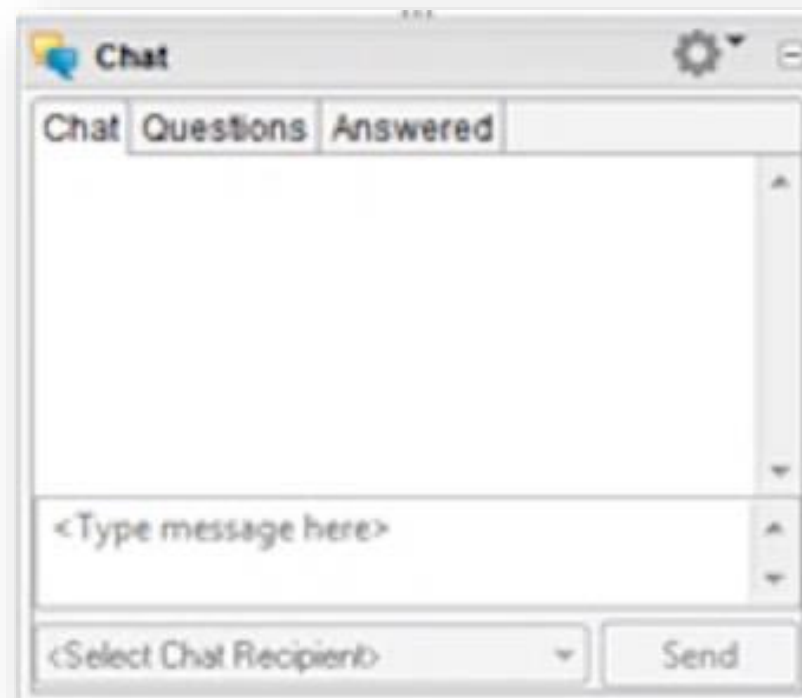 Chat
Chat Questions Answered
<Type message here>
<Select Chat Recipient> Send